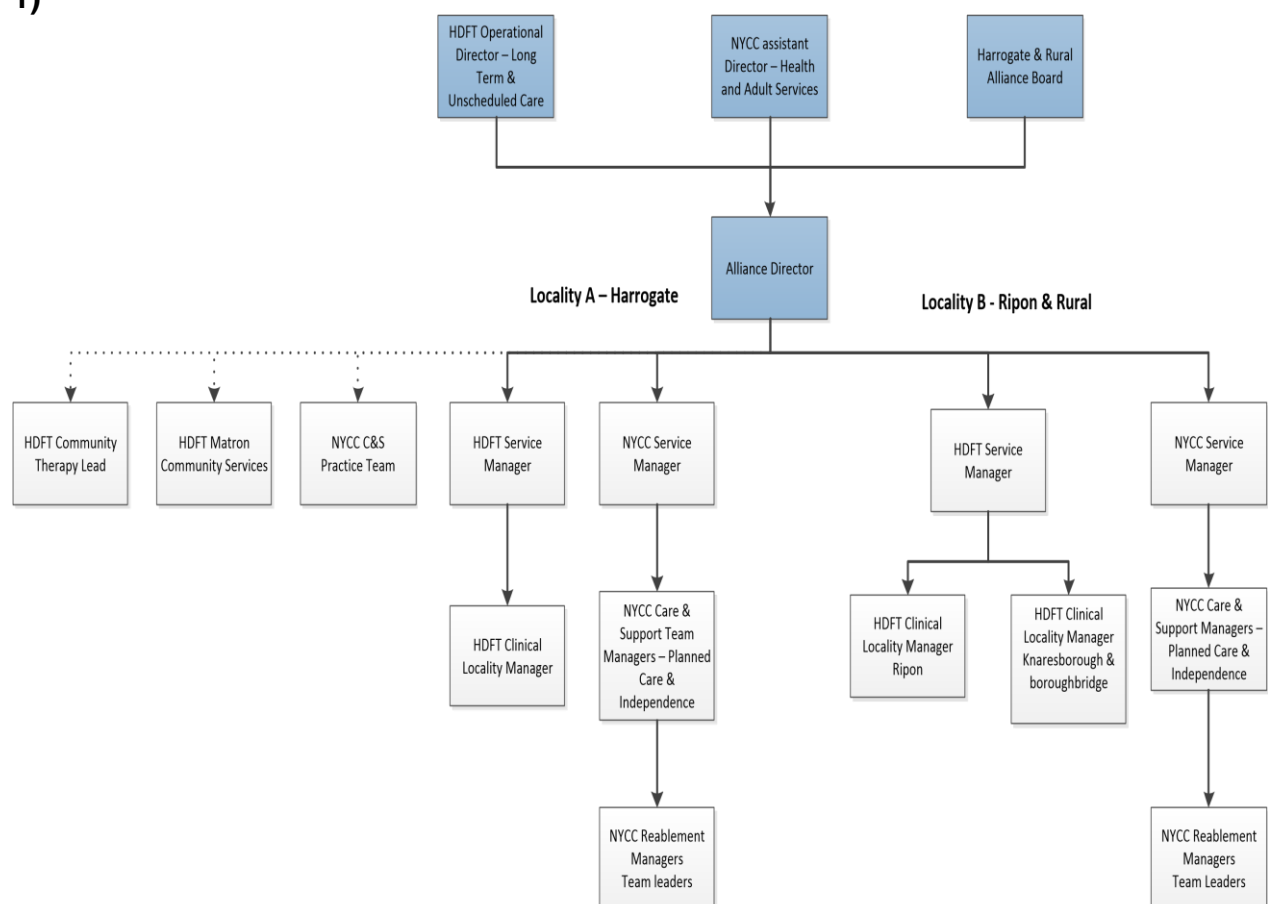 HDFT Operational
Director – Long
Term &
Unscheduled Care
NYCC assistant
Director – Health
and Adult Services
Harrogate & Rural
Alliance Board
Alliance Director
Locality A – Harrogate
Locality B - Ripon & Rural
HDFT Community
Therapy Lead
HDFT Matron
Community Services
NYCC C&S
Practice Team
HDFT Service
Manager
NYCC Service
Manager
HDFT Service
Manager
NYCC Service
Manager
HDFT Clinical
Locality Manager
NYCC Care &
Support Team
Managers – Planned
Care &
Independence
HDFT Clinical
Locality Manager
Ripon
HDFT Clinical
Locality Manager
Knaresborough &
boroughbridge
NYCC Care &
Support Managers –
Planned Care &
Independence
NYCC Reablement
Managers
Team leaders
NYCC Reablement
Managers
Team Leaders